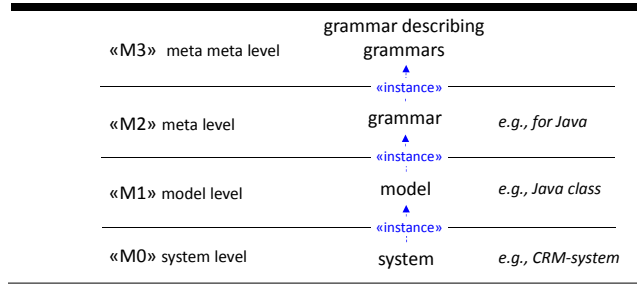 grammar describing
«M3» meta meta level grammars
«instance»
«M2» meta level grammar e.g., for Java
«instance»
«M1» model level model e.g., Java class
«instance»
«M0» system level system e.g., CRM-system